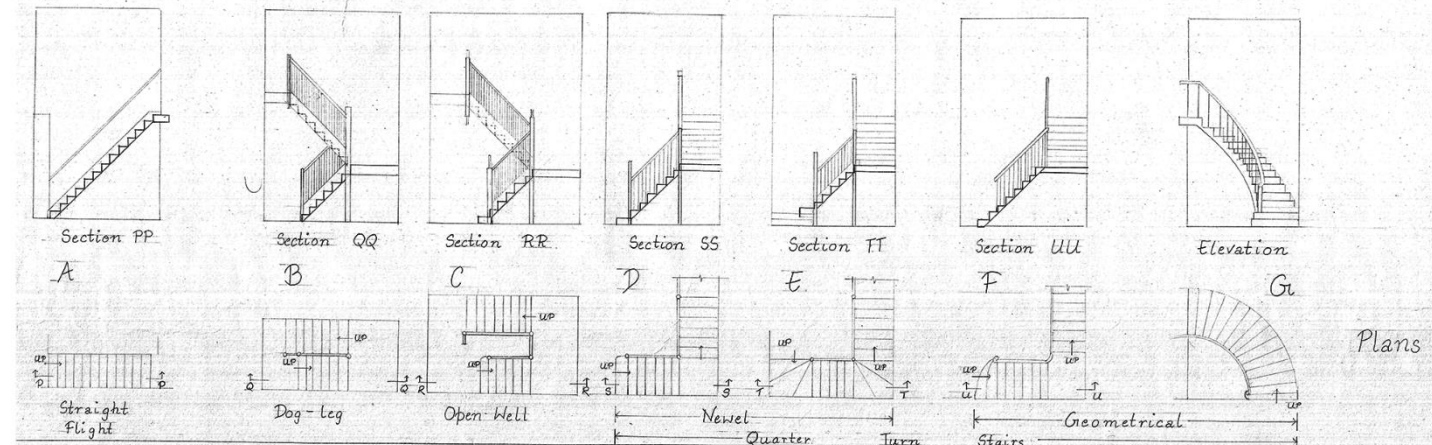 Section PP
Section QQ
Section RR
Section SS
Section TT
Section UU
Elevation
A
B
C
D
E
F
G
UP
P
P
UP
UP
Q
Q
UP
UP
R
R
UP
S
S
UP
UP
T
T
UP
UP
U
U
UP
Plans
Straight
Flight
Dog-leg
Open Well
Newel
Geometrical
Quarter
Turn
Stairs